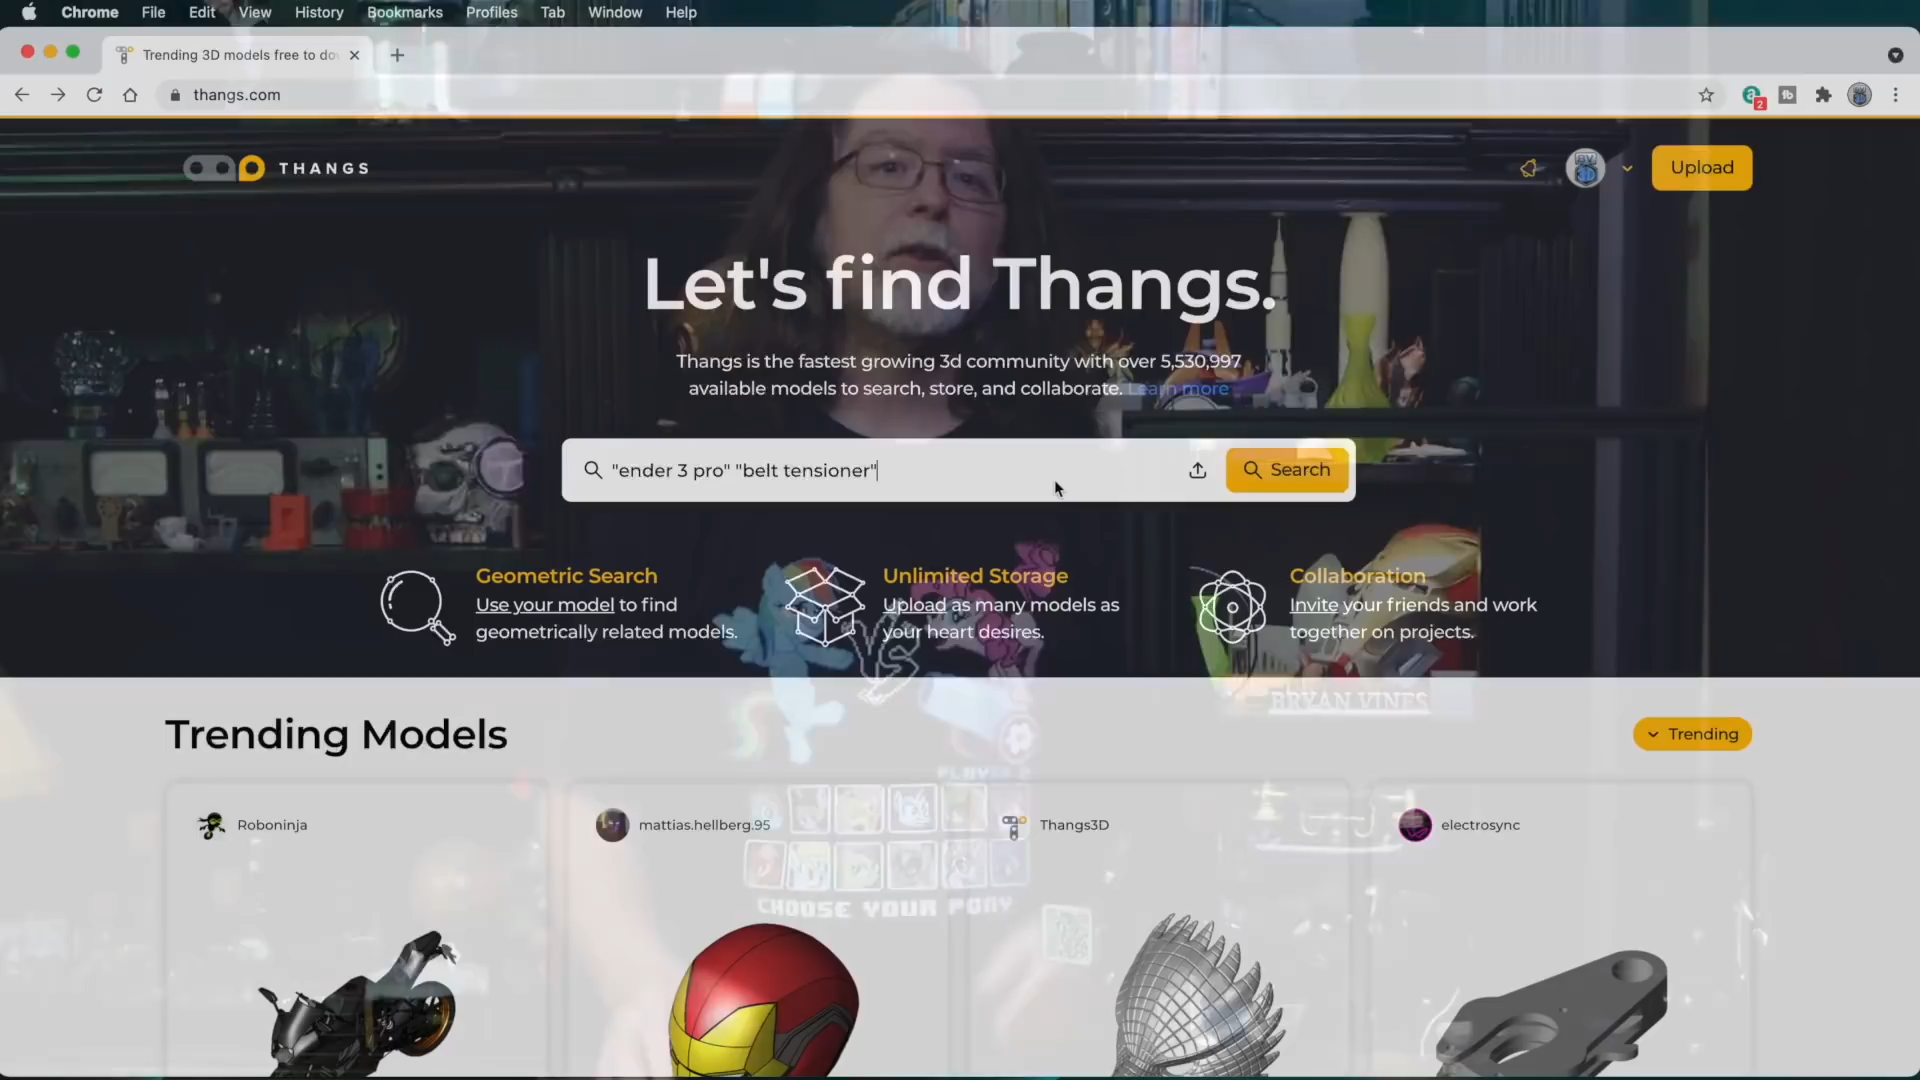 Chrome File Edit View History Bookmarks Profiles Tab Window Help
Trending 3D models free to do
thangs.com
2
THANGS
Upload
Let's find Thangs.
Thangs is the fastest growing 3d community with over 5,530,997
available models to search, store, and collaborate. Learn more
"ender 3 pro" "belt tensioner"
Search
Geometric Search
Use your model to find
geometrically related models.
Unlimited Storage
Upload as many models as
your heart desires.
Collaboration
Invite your friends and work
together on projects.
VS
BRYAN VINES
Trending Models
Trending
PLAYER 2
Roboninja
mattias.hellberg.95
Thangs3D
electrosync
CHOOSE YOUR PONY